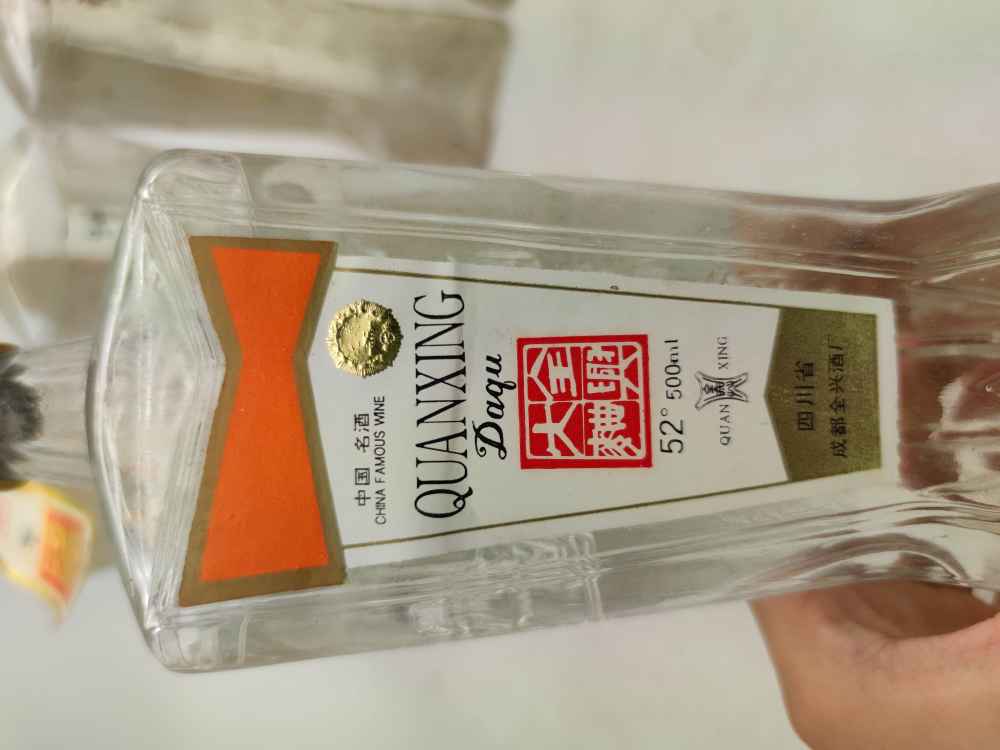 中国 名酒
CHINA FAMOUS WINE
QUANXING
Daqu
全興
大麯
52° 500ml
QUAN XING
四川省
成都全兴酒厂